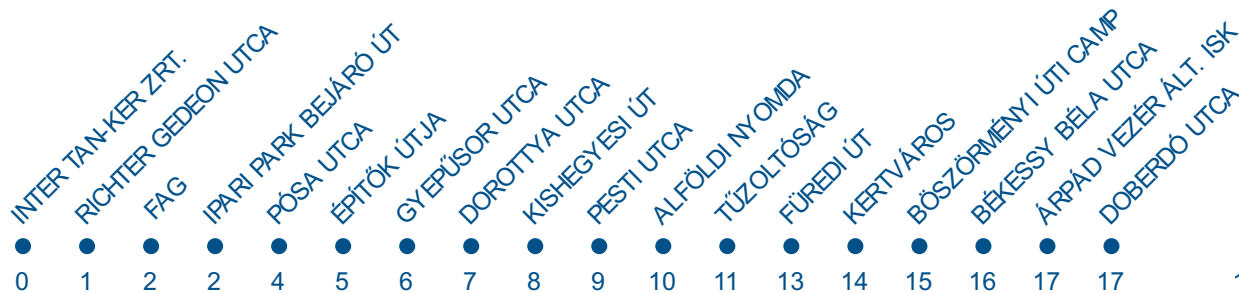 INTER TAN-KER ZRT.
RICHTER GEDEON UTCA
FAG
IPARI PARK BEJÁRÓ ÚT
PÓSA UTCA
ÉPÍTŐK ÚTJA
GYEPŰSOR UTCA
DOROTTYA UTCA
KISHEGYESI ÚT
PESTI UTCA
ALFÖLDI NYOMDA
TŰZOLTÓSÁG
FÜREDI ÚT
KERTVÁROS
BÖSZÖRMÉNYI ÚTI CAMP
BÉKESSY BÉLA UTCA
ÁRPÁD VEZÉR ÁLT. ISK
DOBERDÓ UTCA
0 1 2 2 4 5 6 7 8 9 10 11 13 14 15 16 17 17